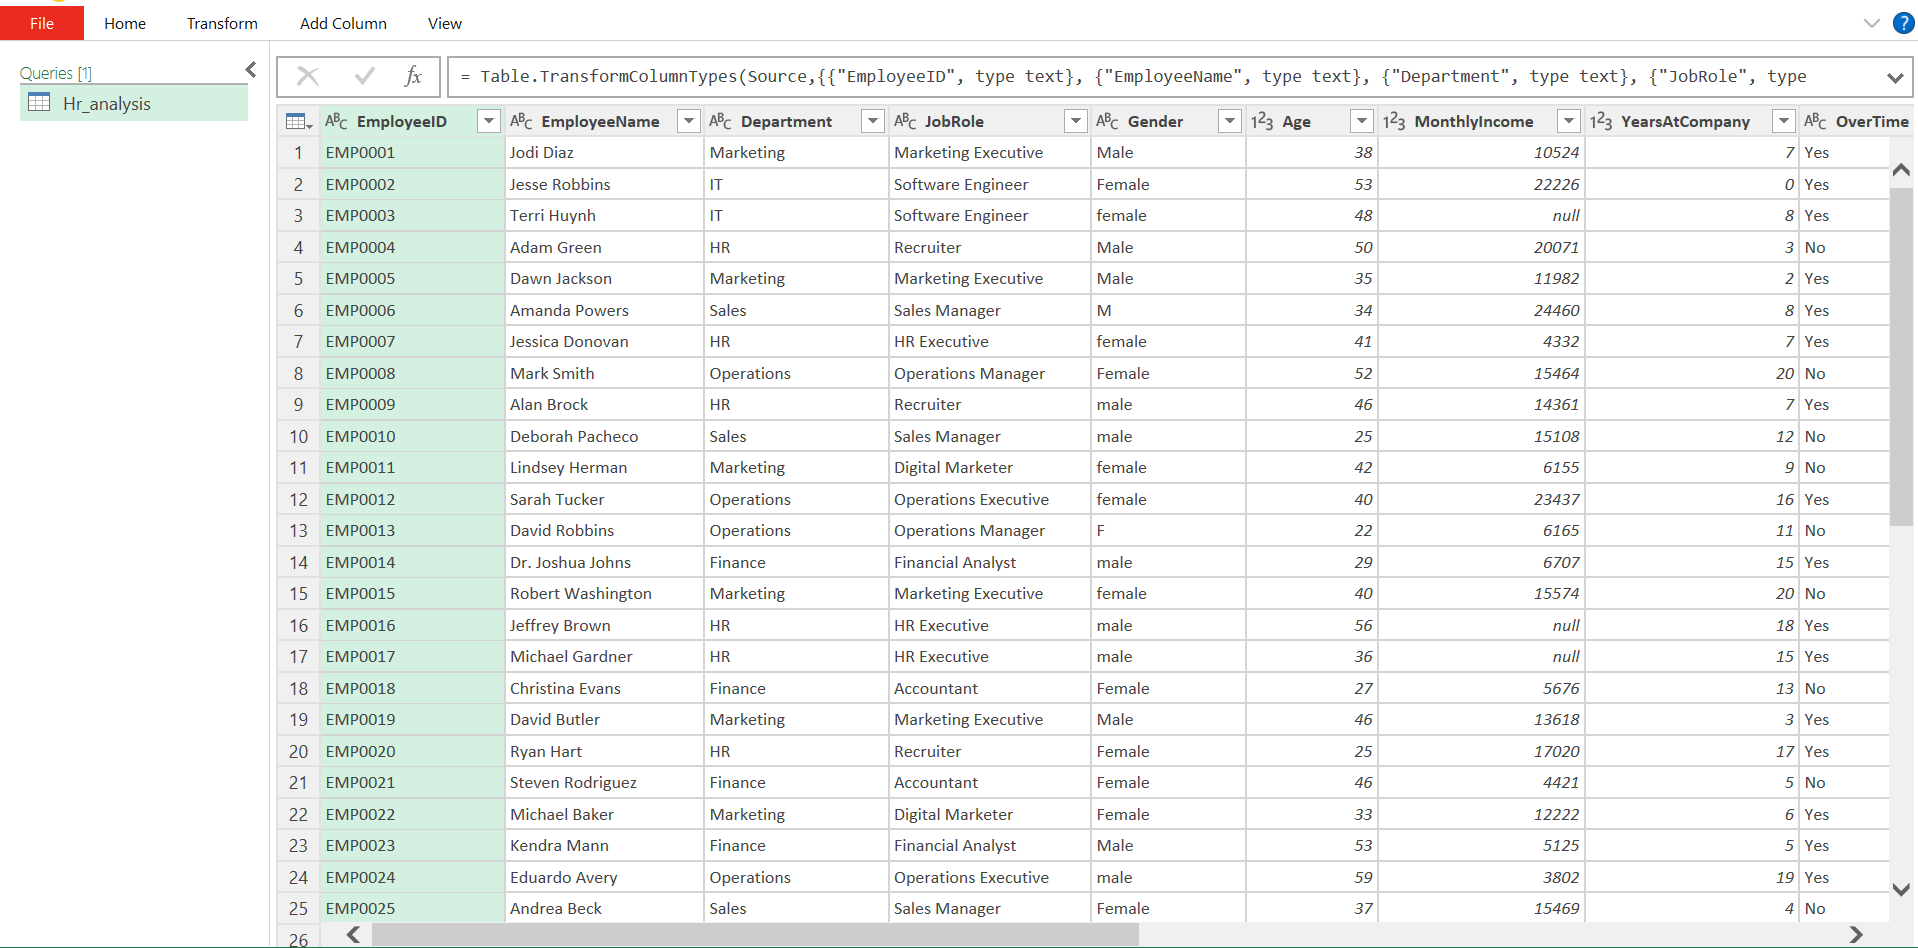 File Home Transform Add Column View ?
Queries [1]
Hr_analysis
fx = Table.TransformColumnTypes(Source,{{"EmployeeID", type text}, {"EmployeeName", type text}, {"Department", type text}, {"JobRole", type
ABC EmployeeID ABC EmployeeName ABC Department ABC JobRole ABC Gender 123 Age 123 MonthlyIncome 123 YearsAtCompany ABC OverTime
1 EMP0001 Jodi Diaz Marketing Marketing Executive Male 38 10524 7 Yes
2 EMP0002 Jesse Robbins IT Software Engineer Female 53 22226 0 Yes
3 EMP0003 Terri Huynh IT Software Engineer female 48 null 8 Yes
4 EMP0004 Adam Green HR Recruiter Male 50 20071 3 No
5 EMP0005 Dawn Jackson Marketing Marketing Executive Male 35 11982 2 Yes
6 EMP0006 Amanda Powers Sales Sales Manager M 34 24460 8 Yes
7 EMP0007 Jessica Donovan HR HR Executive female 41 4332 7 Yes
8 EMP0008 Mark Smith Operations Operations Manager Female 52 15464 20 No
9 EMP0009 Alan Brock HR Recruiter male 46 14361 7 Yes
10 EMP0010 Deborah Pacheco Sales Sales Manager male 25 15108 12 No
11 EMP0011 Lindsey Herman Marketing Digital Marketer female 42 6155 9 No
12 EMP0012 Sarah Tucker Operations Operations Executive female 40 23437 16 Yes
13 EMP0013 David Robbins Operations Operations Manager F 22 6165 11 No
14 EMP0014 Dr. Joshua Johns Finance Financial Analyst male 29 6707 15 Yes
15 EMP0015 Robert Washington Marketing Marketing Executive female 40 15574 20 No
16 EMP0016 Jeffrey Brown HR HR Executive male 56 null 18 Yes
17 EMP0017 Michael Gardner HR HR Executive male 36 null 15 Yes
18 EMP0018 Christina Evans Finance Accountant Female 27 5676 13 No
19 EMP0019 David Butler Marketing Marketing Executive Male 46 13618 3 Yes
20 EMP0020 Ryan Hart HR Recruiter Female 25 17020 17 Yes
21 EMP0021 Steven Rodriguez Finance Accountant Female 46 4421 5 No
22 EMP0022 Michael Baker Marketing Digital Marketer Female 33 12222 6 Yes
23 EMP0023 Kendra Mann Finance Financial Analyst Male 53 5125 5 Yes
24 EMP0024 Eduardo Avery Operations Operations Executive male 59 3802 19 Yes
25 EMP0025 Andrea Beck Sales Sales Manager Female 37 15469 4 No
26